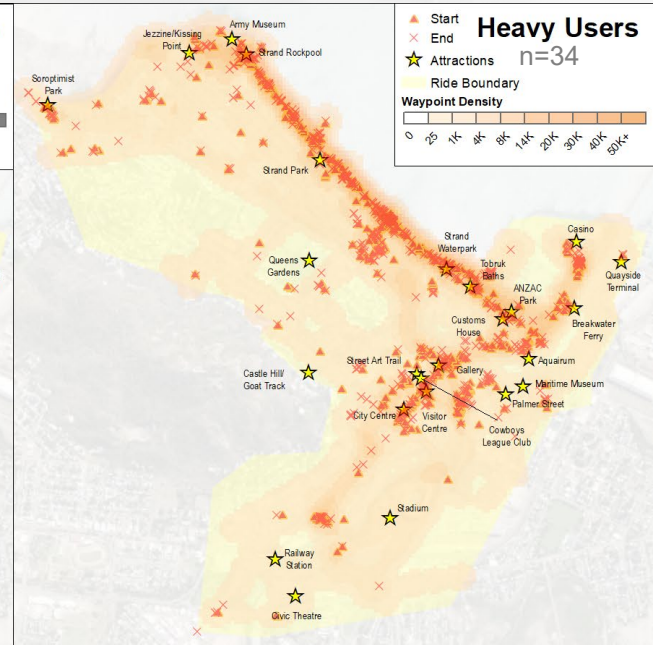 Heavy Users
n=34
Start
End
Attractions
Ride Boundary
Waypoint Density
0 25 1K 4K 8K 14K 20K 30K 40K 50K+
Army Museum
Jezzine/Kissing
Point
Strand Rockpool
Soroptimist
Park
Strand Park
Casino
Strand
Waterpark
Queens
Gardens
Tobruk
Baths
Quayside
Terminal
ANZAC
Park
Customs
House
Breakwater
Ferry
Street Art Trail
Aquairum
Gallery
Castle Hill/
Goat Track
Maritime Museum
Palmer Street
City Centre
Visitor
Centre
Cowboys
League Club
Stadium
Railway
Station
Civic Theatre